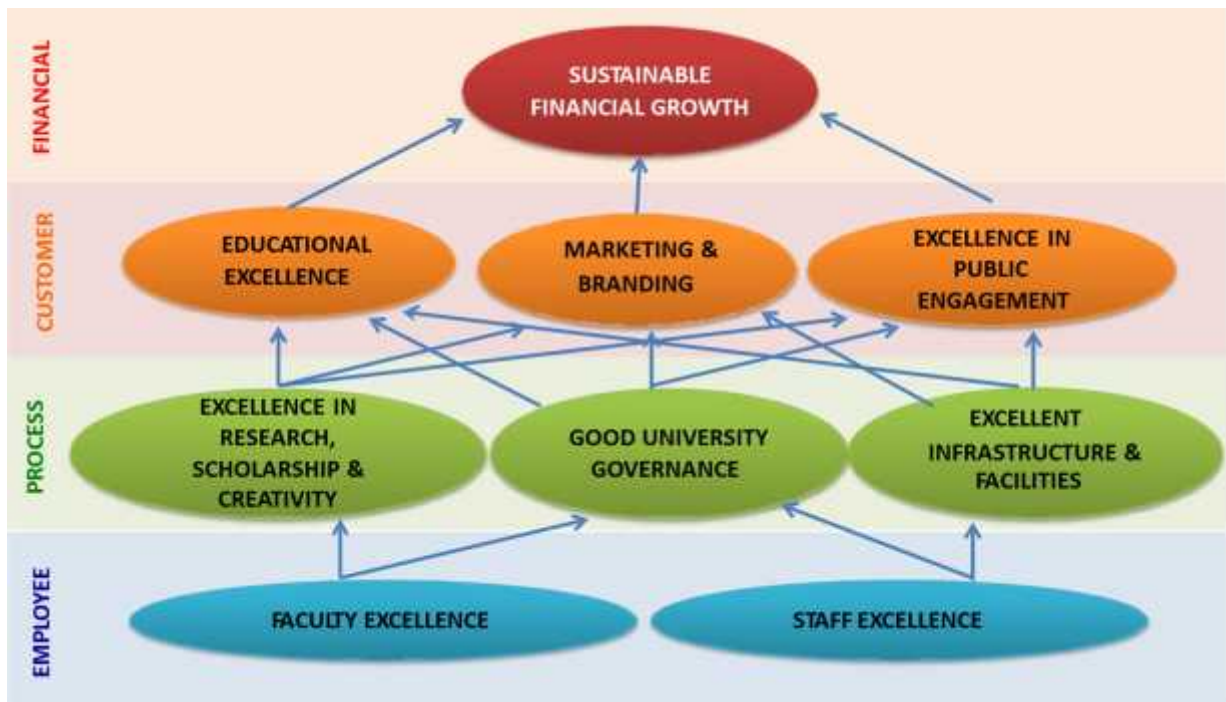 FINANCIAL
SUSTAINABLE
FINANCIAL GROWTH
CUSTOMER
EDUCATIONAL
EXCELLENCE
MARKETING &
BRANDING
EXCELLENCE IN
PUBLIC
ENGAGEMENT
PROCESS
EXCELLENCE IN
RESEARCH,
SCHOLARSHIP &
CREATIVITY
GOOD UNIVERSITY
GOVERNANCE
EXCELLENT
INFRASTRUCTURE &
FACILITIES
EMPLOYEE
FACULTY EXCELLENCE
STAFF EXCELLENCE